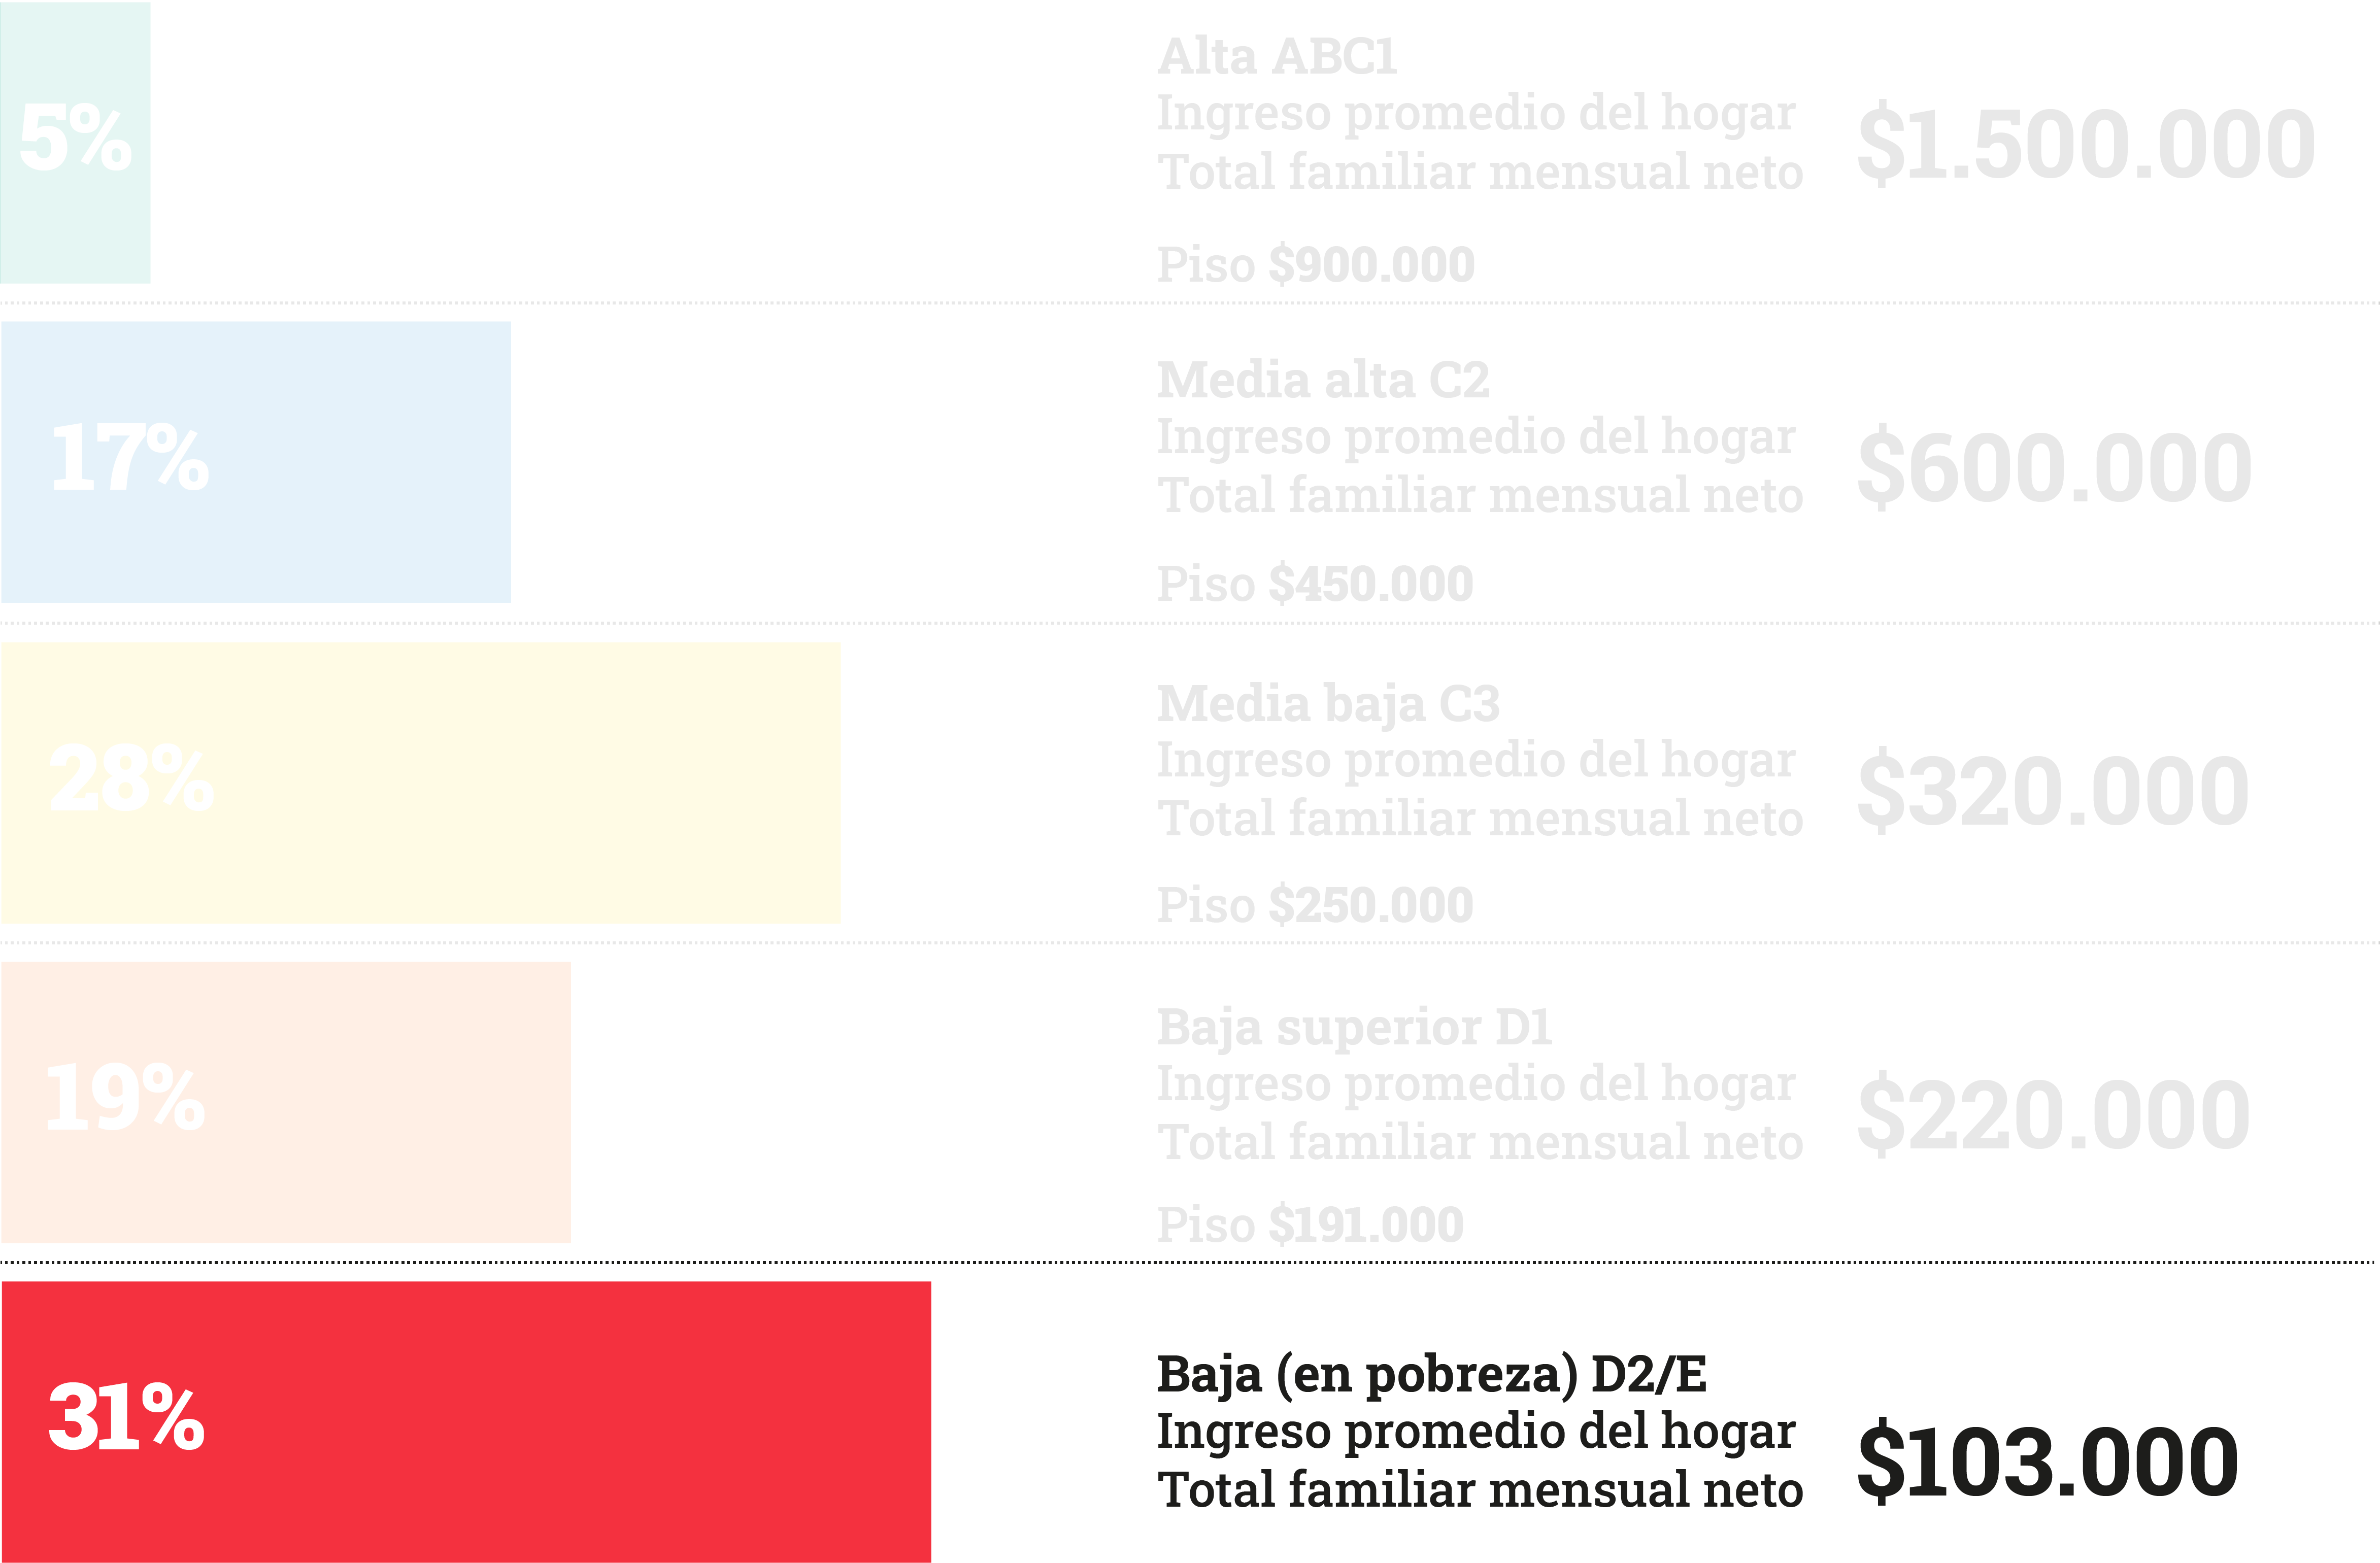 5%
Alta ABC1
Ingreso promedio del hogar
Total familiar mensual neto
$1.500.000
Piso $900.000
17%
Media alta C2
Ingreso promedio del hogar
Total familiar mensual neto
$600.000
Piso $450.000
28%
Media baja C3
Ingreso promedio del hogar
Total familiar mensual neto
$320.000
Piso $250.000
19%
Baja superior D1
Ingreso promedio del hogar
Total familiar mensual neto
$220.000
Piso $191.000
31%
Baja (en pobreza) D2/E
Ingreso promedio del hogar
Total familiar mensual neto
$103.000